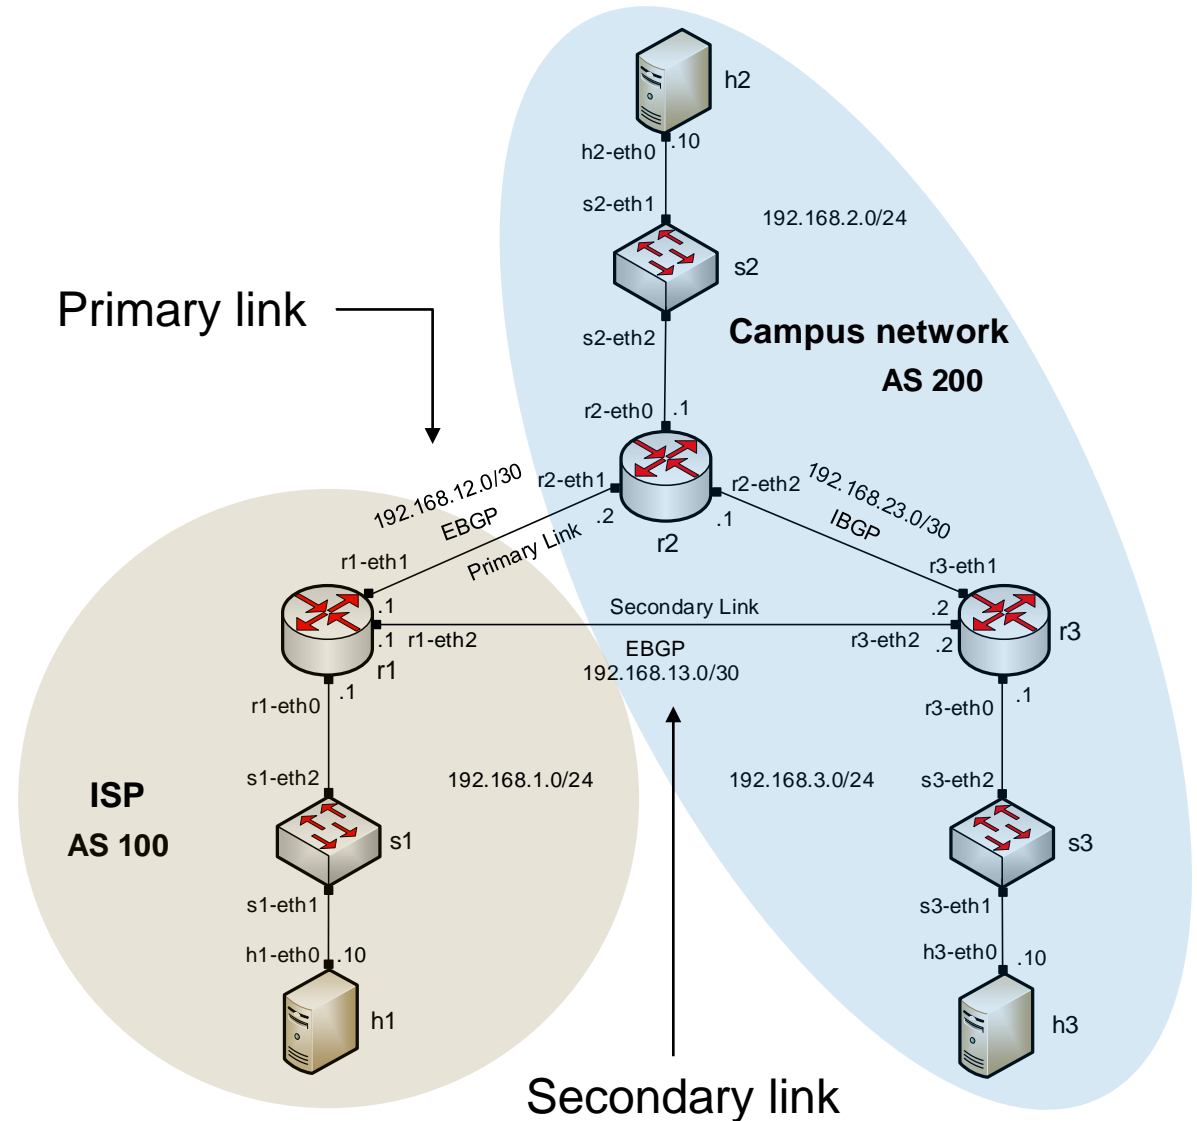 h2
.10
h2-eth0
s2-eth1
192.168.2.0/24
s2
Primary link
s2-eth2
Campus network
AS 200
r2-eth0
.1
192.168.12.0/30
EBGP
Primary Link
r2-eth1
.2
r2-eth2
.1
r2
192.168.23.0/30
IBGP
r1-eth1
.1
r3-eth1
.2
Secondary Link
.1
r1-eth2
r3-eth2
.2
r3
EBGP
192.168.13.0/30
r1
.1
r1-eth0
r3-eth0
.1
s1-eth2
192.168.1.0/24
192.168.3.0/24
s3-eth2
ISP
AS 100
s1
s3
s1-eth1
s3-eth1
h1-eth0
.10
h3-eth0
.10
h1
h3
Secondary link